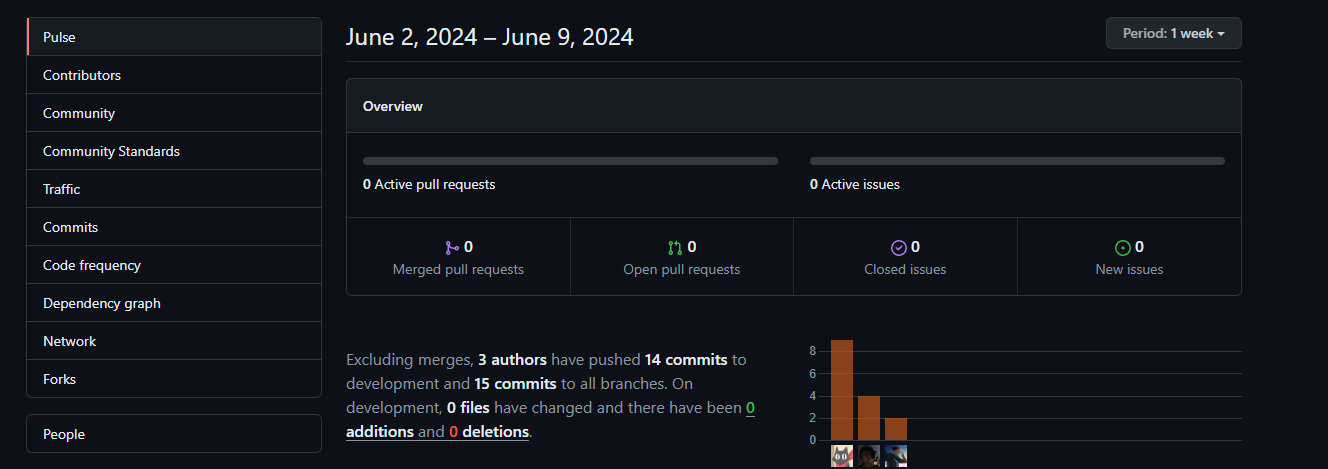 Pulse
Contributors
Community
Community Standards
Traffic
Commits
Code frequency
Dependency graph
Network
Forks
People
June 2, 2024 – June 9, 2024
Period: 1 week
Overview
0 Active pull requests
0 Active issues
0
Merged pull requests
0
Open pull requests
0
Closed issues
0
New issues
Excluding merges, 3 authors have pushed 14 commits to
development and 15 commits to all branches. On
development, 0 files have changed and there have been 0
additions and 0 deletions.
8
6
4
2
0